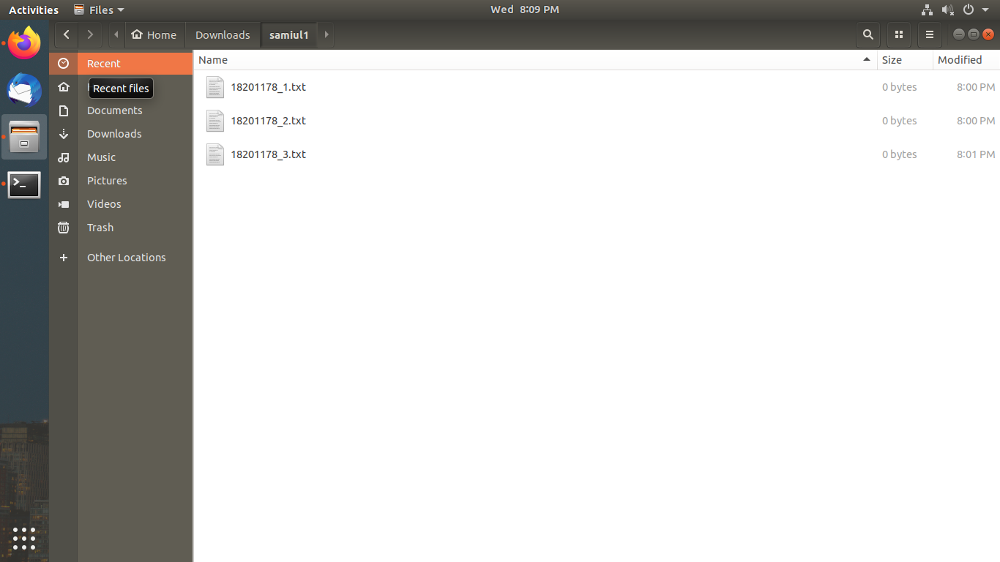 Activities Files Wed 8:09 PM
Home Downloads samiul1
Recent
Recent files
Documents
Downloads
Music
Pictures
Videos
Trash
Other Locations
Name Size Modified
18201178_1.txt 0 bytes 8:00 PM
18201178_2.txt 0 bytes 8:00 PM
18201178_3.txt 0 bytes 8:01 PM